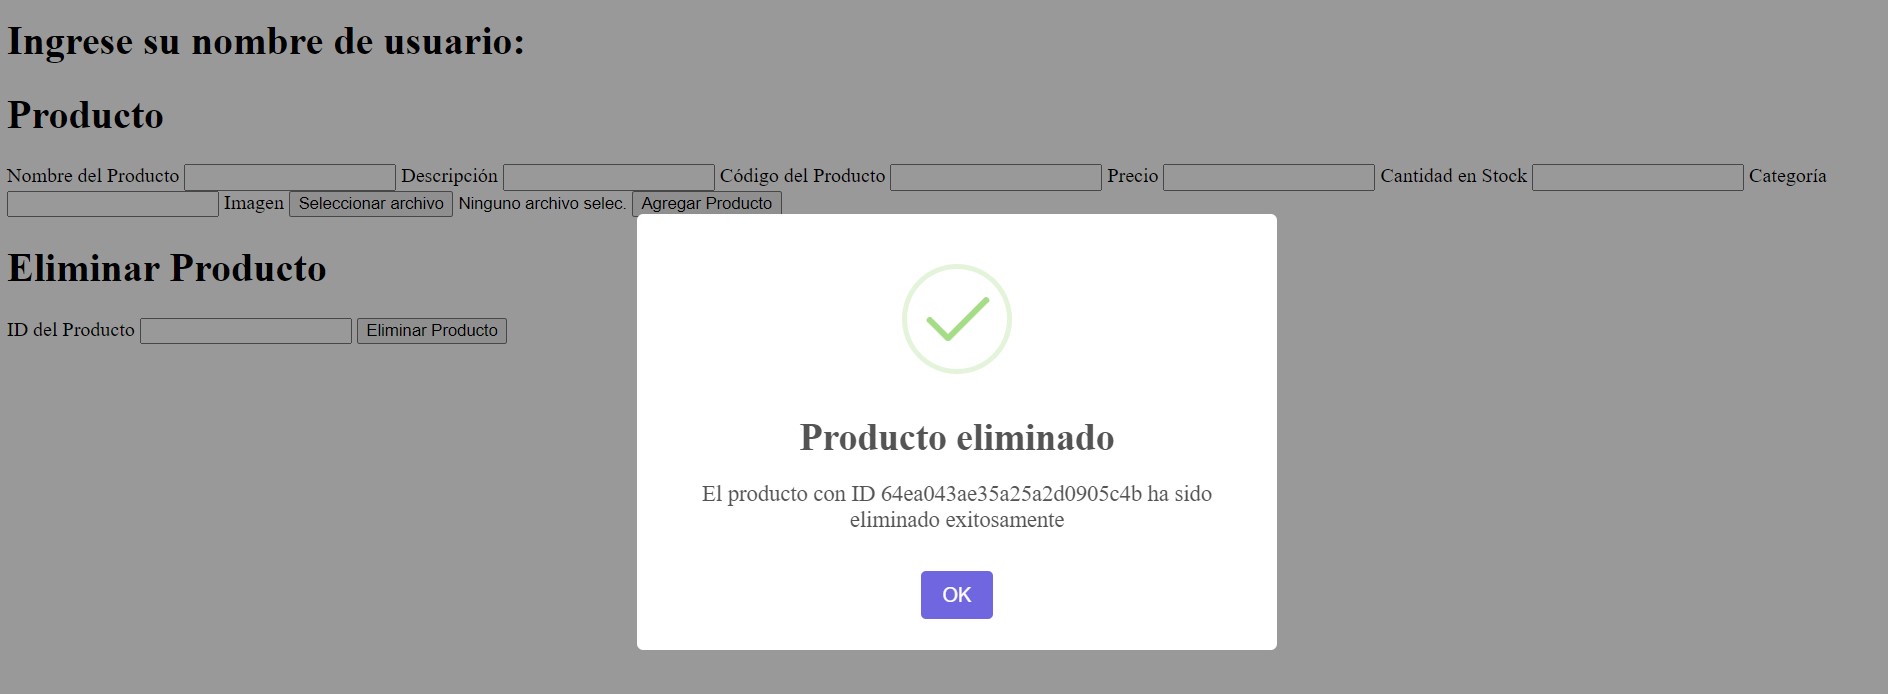 Ingrese su nombre de usuario:
Producto
Nombre del Producto Descripción Código del Producto Precio Cantidad en Stock Categoría
Imagen Seleccionar archivo Ninguno archivo selec. Agregar Producto
Eliminar Producto
ID del Producto Eliminar Producto
Producto eliminado
El producto con ID 64ea043ae35a25a2d0905c4b ha sido
eliminado exitosamente
OK